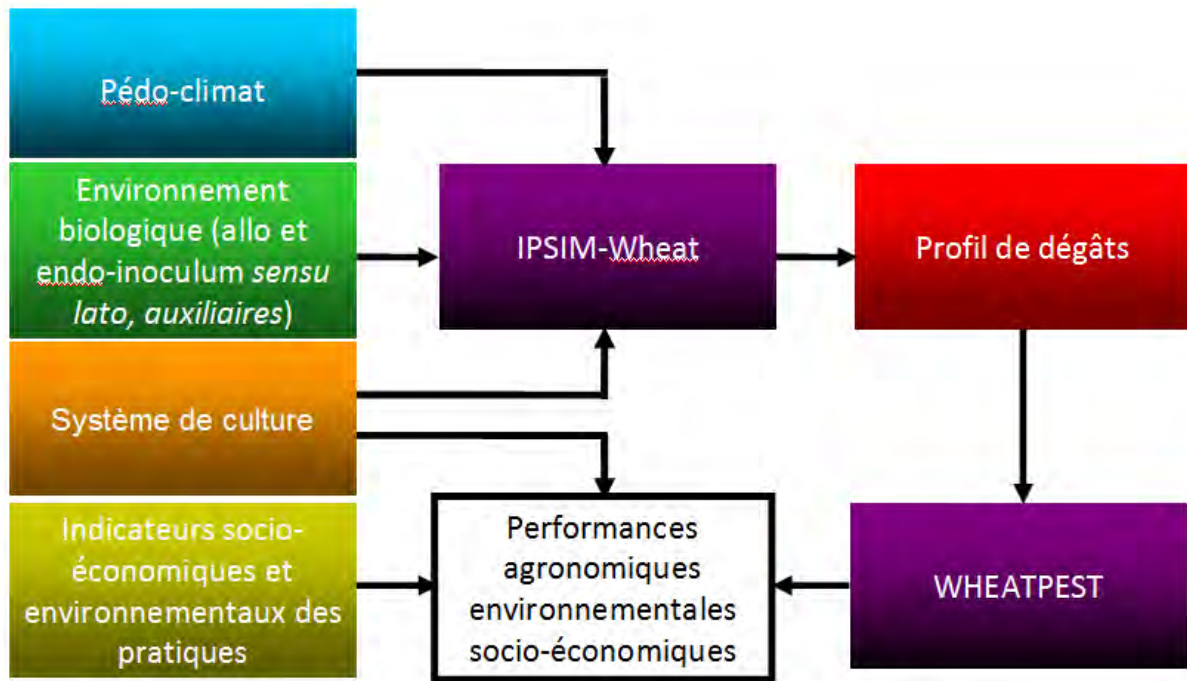 Pédo-climat
Environnement
biologique (allo et
endo-inoculum sensu
lato, auxiliaires)
Système de culture
Indicateurs socio-
économiques et
environnementaux des
pratiques
IPSIM-Wheat
Profil de dégâts
Performances
agronomiques
environnementales
socio-économiques
WHEATPEST